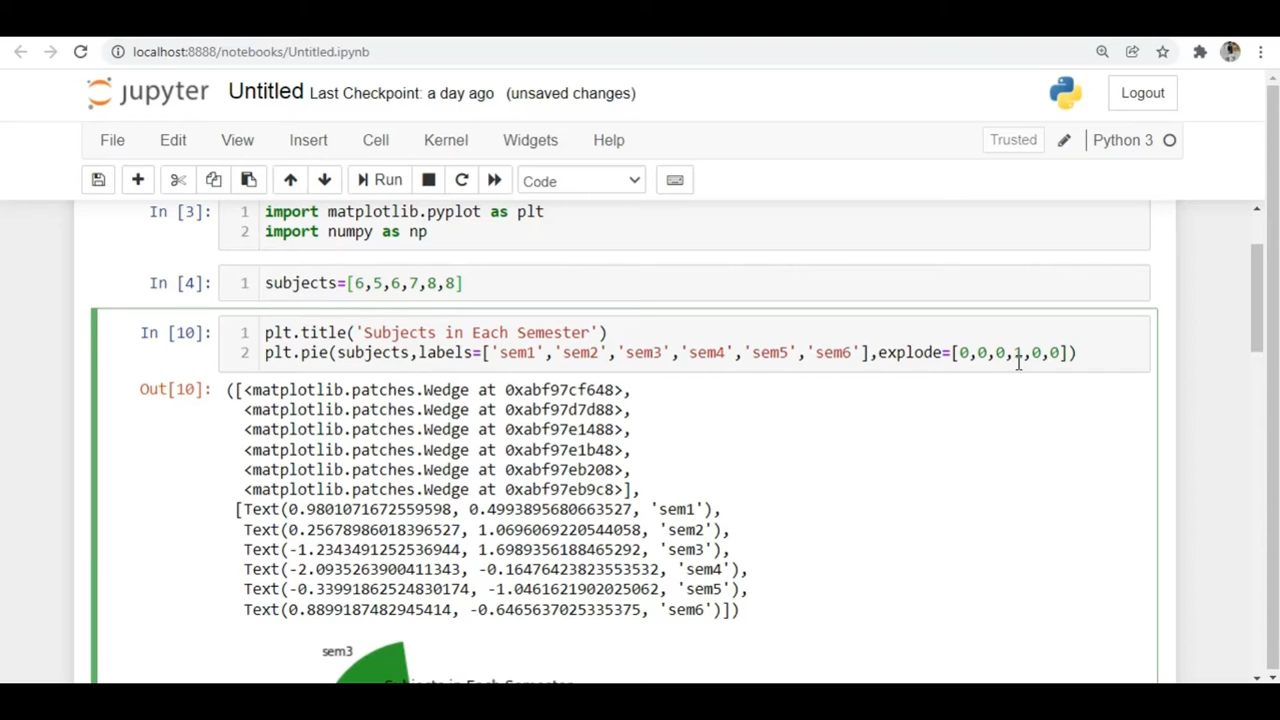 localhost:8888/notebooks/Untitled.ipynb
jupyter Untitled Last Checkpoint: a day ago (unsaved changes) Logout
File Edit View Insert Cell Kernel Widgets Help Trusted Python 3
Run Code
In [3]: 1 import matplotlib.pyplot as plt
2 import numpy as np
In [4]: 1 subjects=[6,5,6,7,8,8]
In [10]: 1 plt.title('Subjects in Each Semester')
2 plt.pie(subjects,labels=['sem1','sem2','sem3','sem4','sem5','sem6'],explode=[0,0,0,1,0,0])
Out[10]: ([<matplotlib.patches.Wedge at 0xabf97cf648>,
<matplotlib.patches.Wedge at 0xabf97d7d88>,
<matplotlib.patches.Wedge at 0xabf97e1488>,
<matplotlib.patches.Wedge at 0xabf97e1b48>,
<matplotlib.patches.Wedge at 0xabf97eb208>,
<matplotlib.patches.Wedge at 0xabf97eb9c8>],
[Text(0.9801071672559598, 0.4993895680663527, 'sem1'),
Text(0.25678986018396527, 1.0696069220544058, 'sem2'),
Text(-1.2343491252536944, 1.6989356188465292, 'sem3'),
Text(-2.0935263900411343, -0.16476423823553532, 'sem4'),
Text(-0.33991862524830174, -1.0461621902025062, 'sem5'),
Text(0.8899187482945414, -0.6465637025335375, 'sem6')])
sem3
Subjects in Each Semester